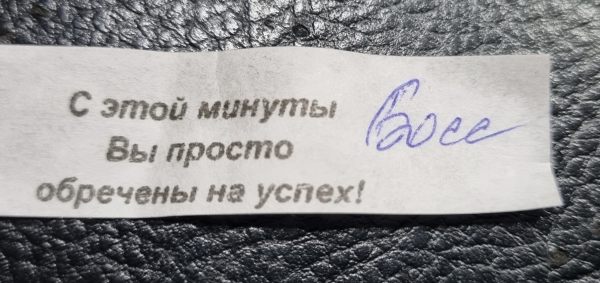 С этой минуты
Вы просто
обречены на успех!
Босс